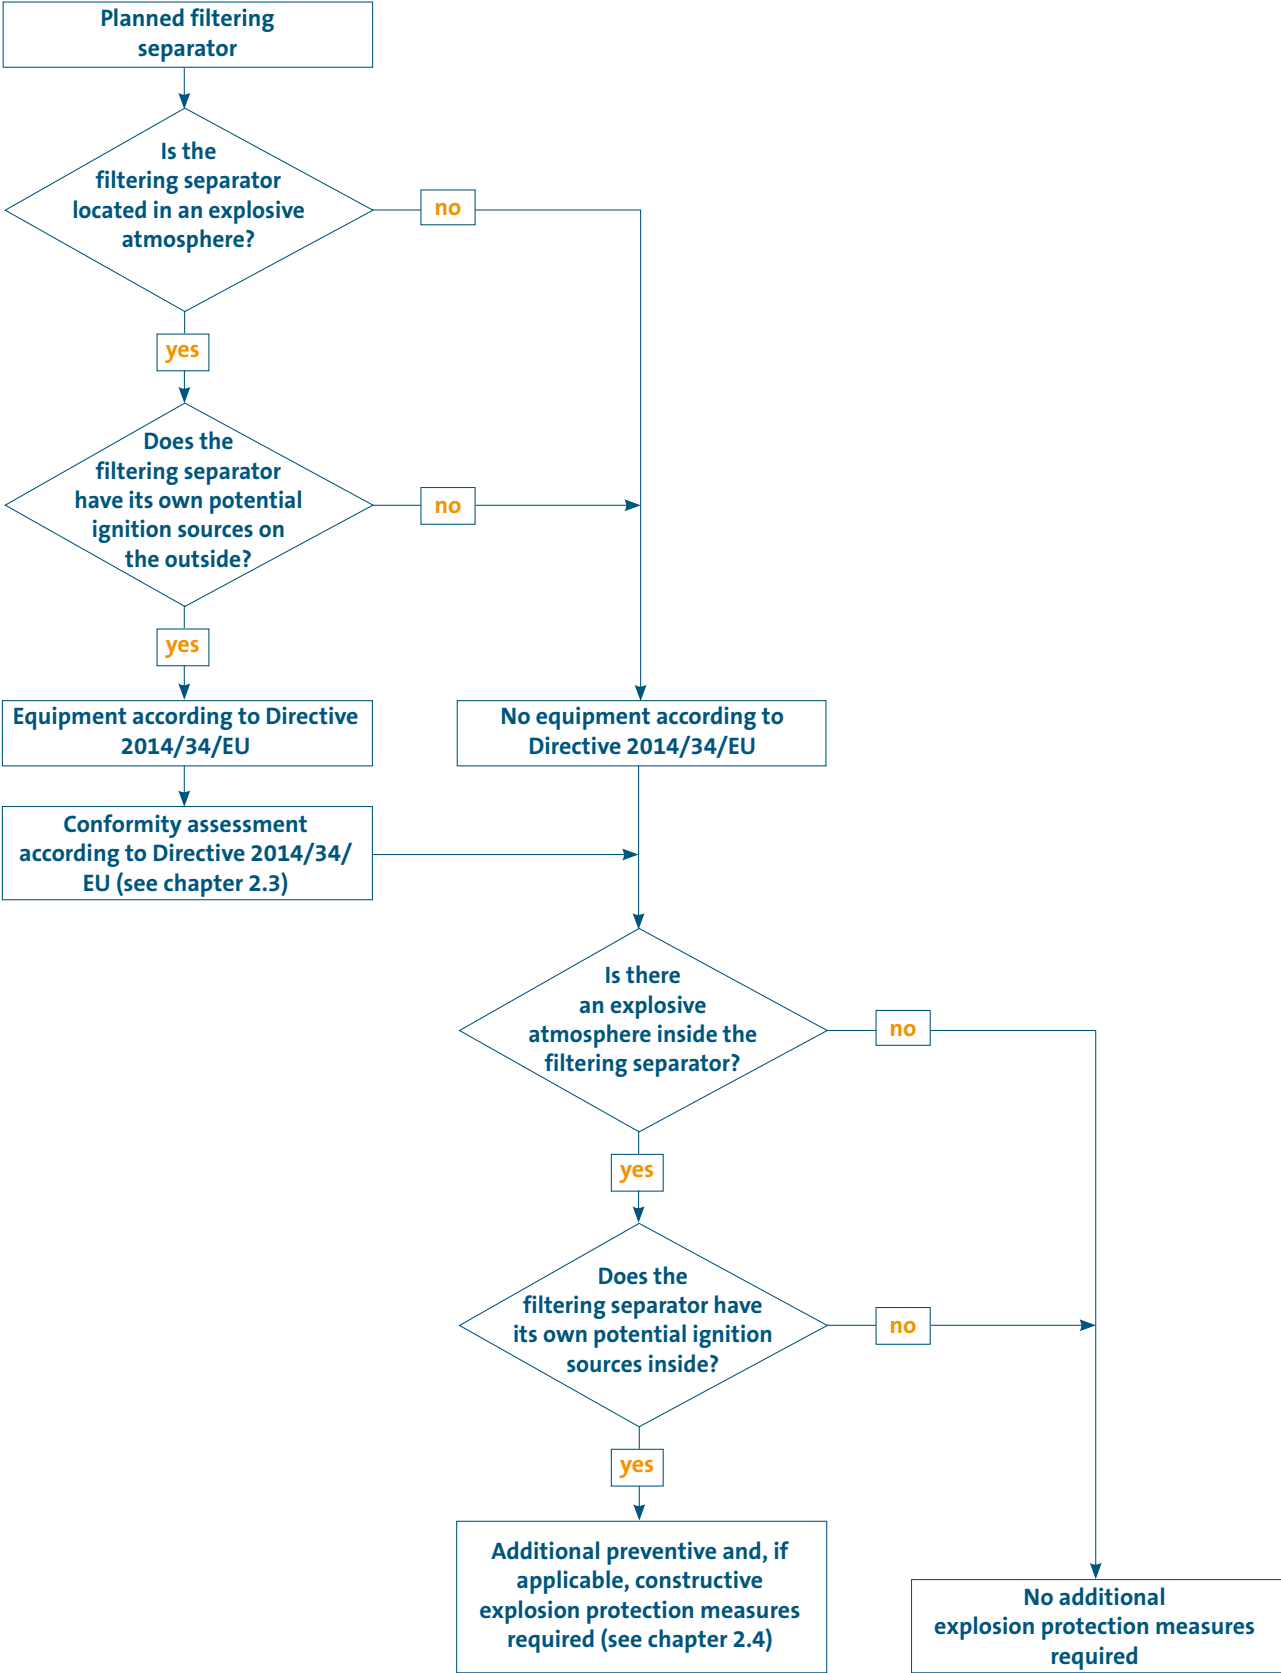 Planned filtering
separator
Is the
filtering separator
located in an explosive
atmosphere?
no
yes
Does the
filtering separator
have its own potential
ignition sources on
the outside?
no
yes
Equipment according to Directive
2014/34/EU
No equipment according to
Directive 2014/34/EU
Conformity assessment
according to Directive 2014/34/
EU (see chapter 2.3)
Is there
an explosive
atmosphere inside the
filtering separator?
no
yes
Does the
filtering separator have
its own potential ignition
sources inside?
no
yes
Additional preventive and, if
applicable, constructive
explosion protection measures
required (see chapter 2.4)
No additional
explosion protection measures
required